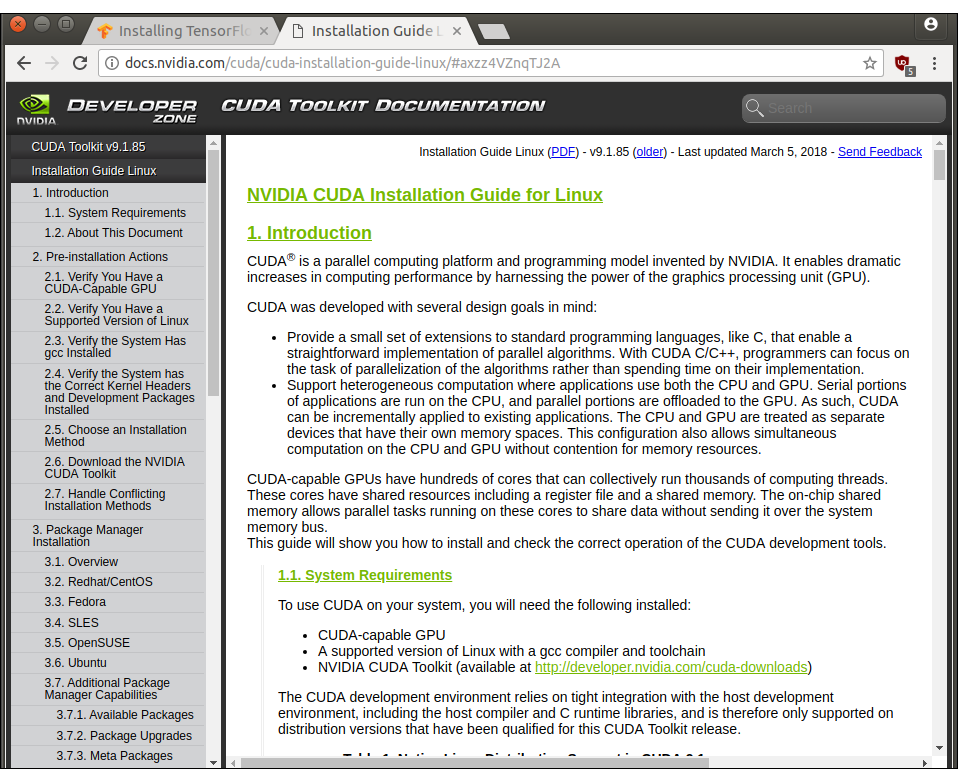 Installing TensorFlo
Installation Guide L
docs.nvidia.com/cuda/cuda-installation-guide-linux/#axzz4VZnqTJ2A
5
NVIDIA
DEVELOPER
ZONE
CUDA TOOLKIT DOCUMENTATION
Search
CUDA Toolkit v9.1.85
Installation Guide Linux
1. Introduction
1.1. System Requirements
1.2. About This Document
2. Pre-installation Actions
2.1. Verify You Have a
CUDA-Capable GPU
2.2. Verify You Have a
Supported Version of Linux
2.3. Verify the System Has
gcc Installed
2.4. Verify the System has
the Correct Kernel Headers
and Development Packages
Installed
2.5. Choose an Installation
Method
2.6. Download the NVIDIA
CUDA Toolkit
2.7. Handle Conflicting
Installation Methods
3. Package Manager
Installation
3.1. Overview
3.2. Redhat/CentOS
3.3. Fedora
3.4. SLES
3.5. OpenSUSE
3.6. Ubuntu
3.7. Additional Package
Manager Capabilities
3.7.1. Available Packages
3.7.2. Package Upgrades
3.7.3. Meta Packages
Installation Guide Linux (PDF) - v9.1.85 (older) - Last updated March 5, 2018 - Send Feedback
NVIDIA CUDA Installation Guide for Linux
1. Introduction
CUDA® is a parallel computing platform and programming model invented by NVIDIA. It enables dramatic
increases in computing performance by harnessing the power of the graphics processing unit (GPU).
CUDA was developed with several design goals in mind:
• Provide a small set of extensions to standard programming languages, like C, that enable a
straightforward implementation of parallel algorithms. With CUDA C/C++, programmers can focus on
the task of parallelization of the algorithms rather than spending time on their implementation.
• Support heterogeneous computation where applications use both the CPU and GPU. Serial portions
of applications are run on the CPU, and parallel portions are offloaded to the GPU. As such, CUDA
can be incrementally applied to existing applications. The CPU and GPU are treated as separate
devices that have their own memory spaces. This configuration also allows simultaneous
computation on the CPU and GPU without contention for memory resources.
CUDA-capable GPUs have hundreds of cores that can collectively run thousands of computing threads.
These cores have shared resources including a register file and a shared memory. The on-chip shared
memory allows parallel tasks running on these cores to share data without sending it over the system
memory bus.
This guide will show you how to install and check the correct operation of the CUDA development tools.
1.1. System Requirements
To use CUDA on your system, you will need the following installed:
• CUDA-capable GPU
• A supported version of Linux with a gcc compiler and toolchain
• NVIDIA CUDA Toolkit (available at http://developer.nvidia.com/cuda-downloads)
The CUDA development environment relies on tight integration with the host development
environment, including the host compiler and C runtime libraries, and is therefore only supported on
distribution versions that have been qualified for this CUDA Toolkit release.